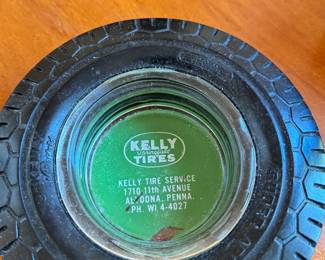 KELLY
Springfield
TIRES
KELLY TIRE SERVICE
1710 11th AVENUE
ALTOONA, PENNA.
PH. WI 4-4027